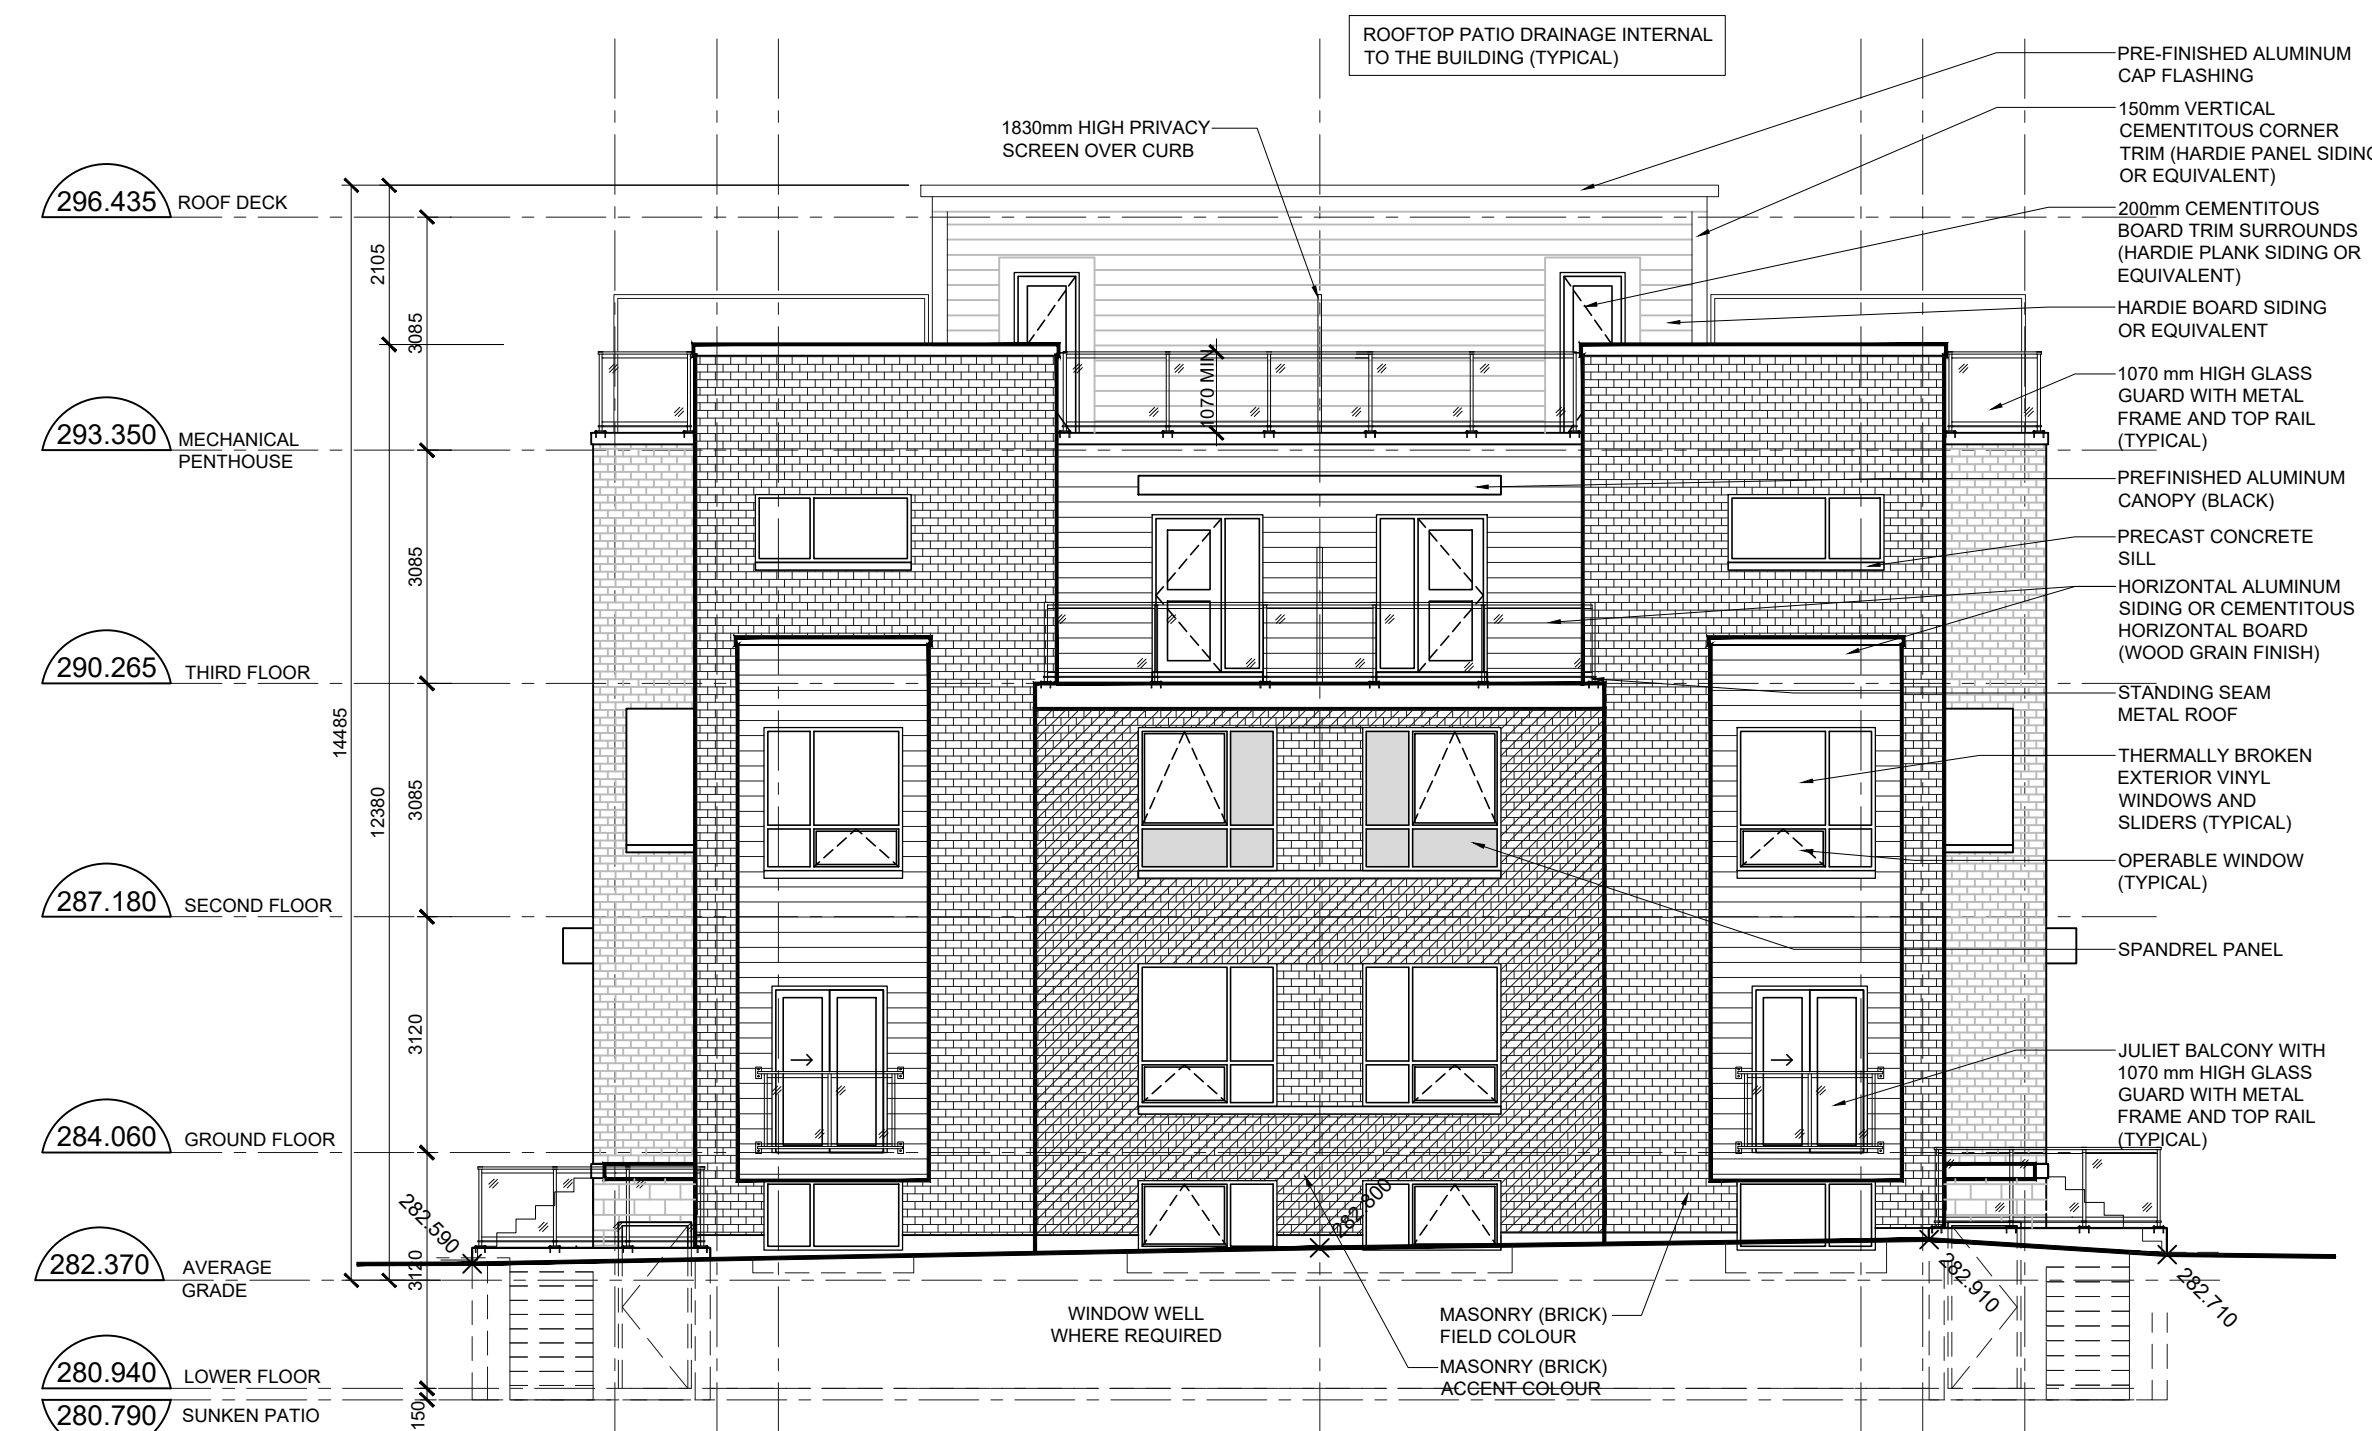 ROOFTOP PATIO DRAINAGE INTERNAL
TO THE BUILDING (TYPICAL)
1830mm HIGH PRIVACY
SCREEN OVER CURB
296.435 ROOF DECK
293.350 MECHANICAL
PENTHOUSE
290.265 THIRD FLOOR
287.180 SECOND FLOOR
284.060 GROUND FLOOR
282.370 AVERAGE
GRADE
280.940 LOWER FLOOR
280.790 SUNKEN PATIO
14485
2105
12380
3085
3085
3085
3120
3120
150
1070 MIN
282.590
282.800
282.910
282.710
PRE-FINISHED ALUMINUM
CAP FLASHING
150mm VERTICAL
CEMENTITOUS CORNER
TRIM (HARDIE PANEL SIDING
OR EQUIVALENT)
200mm CEMENTITOUS
BOARD TRIM SURROUNDS
(HARDIE PLANK SIDING OR
EQUIVALENT)
HARDIE BOARD SIDING
OR EQUIVALENT
1070 mm HIGH GLASS
GUARD WITH METAL
FRAME AND TOP RAIL
(TYPICAL)
PREFINISHED ALUMINUM
CANOPY (BLACK)
PRECAST CONCRETE
SILL
HORIZONTAL ALUMINUM
SIDING OR CEMENTITOUS
HORIZONTAL BOARD
(WOOD GRAIN FINISH)
STANDING SEAM
METAL ROOF
THERMALLY BROKEN
EXTERIOR VINYL
WINDOWS AND
SLIDERS (TYPICAL)
OPERABLE WINDOW
(TYPICAL)
SPANDREL PANEL
JULIET BALCONY WITH
1070 mm HIGH GLASS
GUARD WITH METAL
FRAME AND TOP RAIL
(TYPICAL)
WINDOW WELL
WHERE REQUIRED
MASONRY (BRICK)
FIELD COLOUR
MASONRY (BRICK)
ACCENT COLOUR